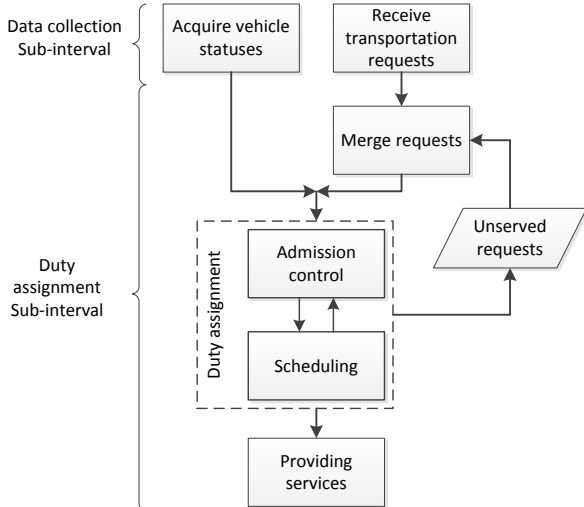 Data collection
Sub-interval
Acquire vehicle
statuses
Receive
transportation
requests
Merge requests
Unserved
requests
Duty
assignment
Sub-interval
Duty assignment
Admission
control
Scheduling
Providing
services